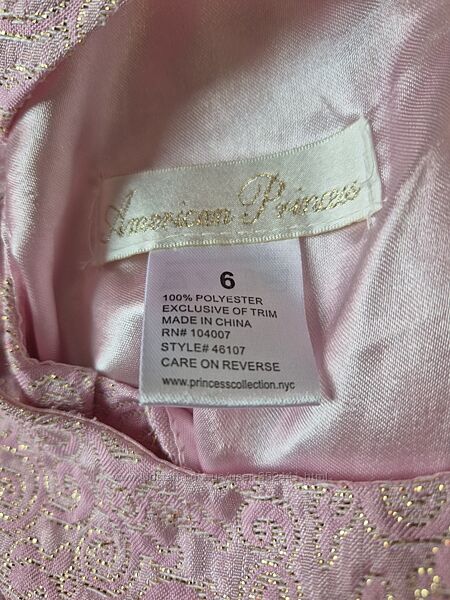 American Princess
6
100% POLYESTER
EXCLUSIVE OF TRIM
MADE IN CHINA
RN# 104007
STYLE# 46107
CARE ON REVERSE
www.princesscollection.nyc